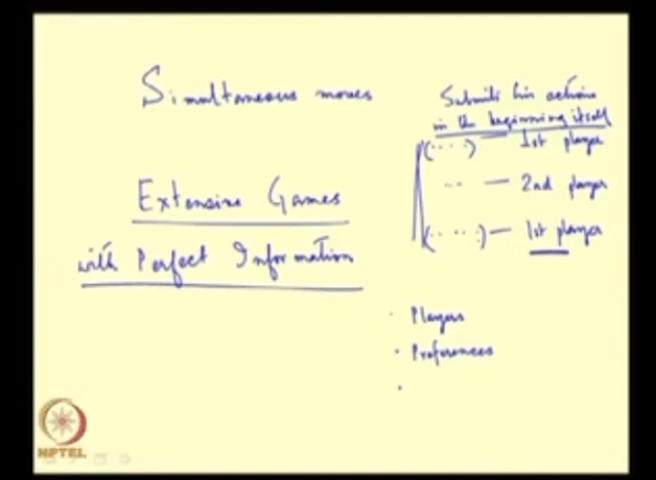 Simultaneous moves
Extensive Games
with Perfect Information
Submits his actions
in the beginning itself
(....) — 1st player
.. — 2nd player
(....) — 1st player
· Players
· Preferences
·
NPTEL